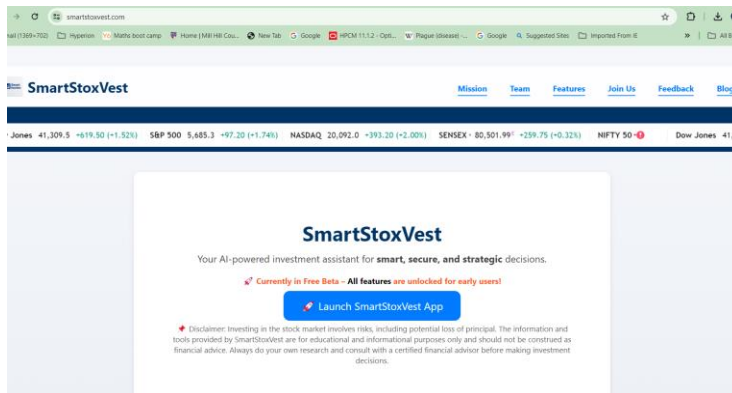 smartstoxvest.com
Hyperion Maths boot camp Home | Mill Hill Cou... New Tab Google HPCM 11.1.2 - Opti... Plague (disease) -... Google Suggested Sites Imported From IE » All B
SmartStoxVest
Mission Team Features Join Us Feedback Blog
Jones 41,309.5 +619.50 (+1.52%) S&P 500 5,685.3 +97.20 (+1.74%) NASDAQ 20,092.0 +393.20 (+2.00%) SENSEX 80,501.99 +259.75 (+0.32%) NIFTY 50 Dow Jones 41,
SmartStoxVest
Your AI-powered investment assistant for smart, secure, and strategic decisions.
🚀 Currently in Free Beta – All features are unlocked for early users!
🚀 Launch SmartStoxVest App
📌 Disclaimer: Investing in the stock market involves risks, including potential loss of principal. The information and
tools provided by SmartStoxVest are for educational and informational purposes only and should not be construed as
financial advice. Always do your own research and consult with a certified financial advisor before making investment
decisions.